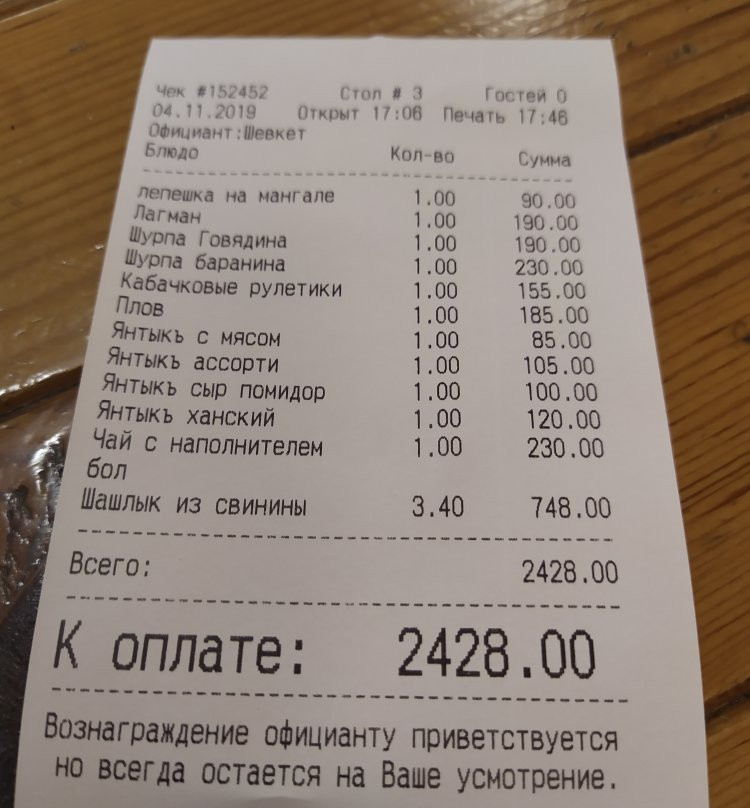 Чек #152452 Стол # 3 Гостей 0
04.11.2019 Открыт 17:06 Печать 17:46
Официант:Шевкет
Блюдо Кол-во Сумма
лепешка на мангале 1.00 90.00
Лагман 1.00 190.00
Шурпа Говядина 1.00 190.00
Шурпа баранина 1.00 230.00
Кабачковые рулетики 1.00 155.00
Плов 1.00 185.00
Янтыкъ с мясом 1.00 85.00
Янтыкъ ассорти 1.00 105.00
Янтыкъ сыр помидор 1.00 100.00
Янтыкъ ханский 1.00 120.00
Чай с наполнителем 1.00 230.00
бол
Шашлык из свинины 3.40 748.00
Всего: 2428.00
К оплате: 2428.00
Вознаграждение официанту приветствуется
но всегда остается на Ваше усмотрение.